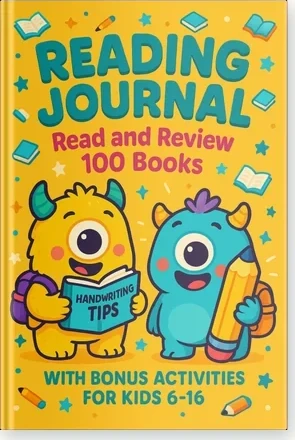 READING
JOURNAL
Read and Review
100 Books
HANDWRITING
TIPS
WITH BONUS ACTIVITIES
FOR KIDS 6-16